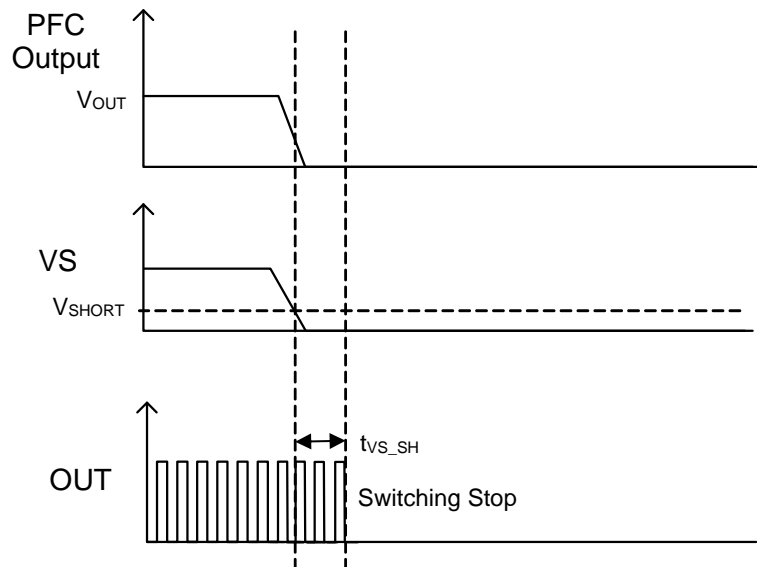 PFC
Output
VOUT
VS
VSHORT
tVS_SH
OUT
Switching Stop